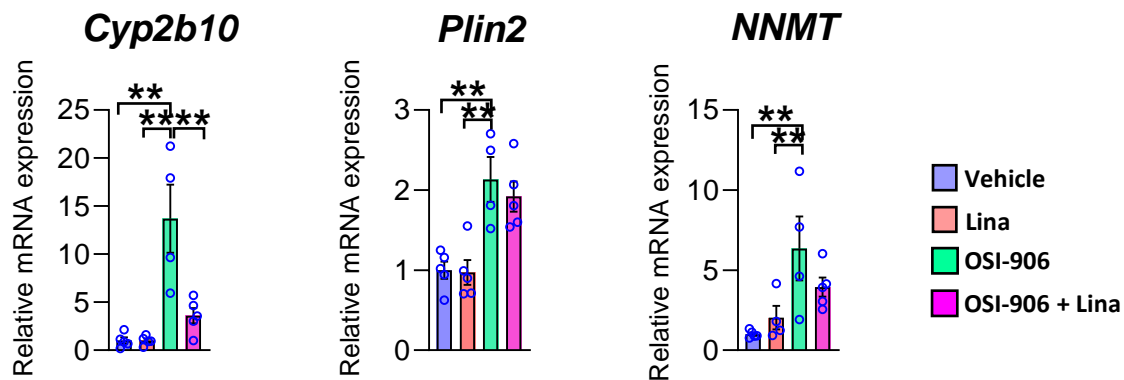 Cyp2b10
Plin2
NNMT
Relative mRNA expression
25
20
15
10
5
0
**
**
**
Relative mRNA expression
3
2
1
0
**
**
Relative mRNA expression
15
10
5
0
**
**
Vehicle
Lina
OSI-906
OSI-906 + Lina